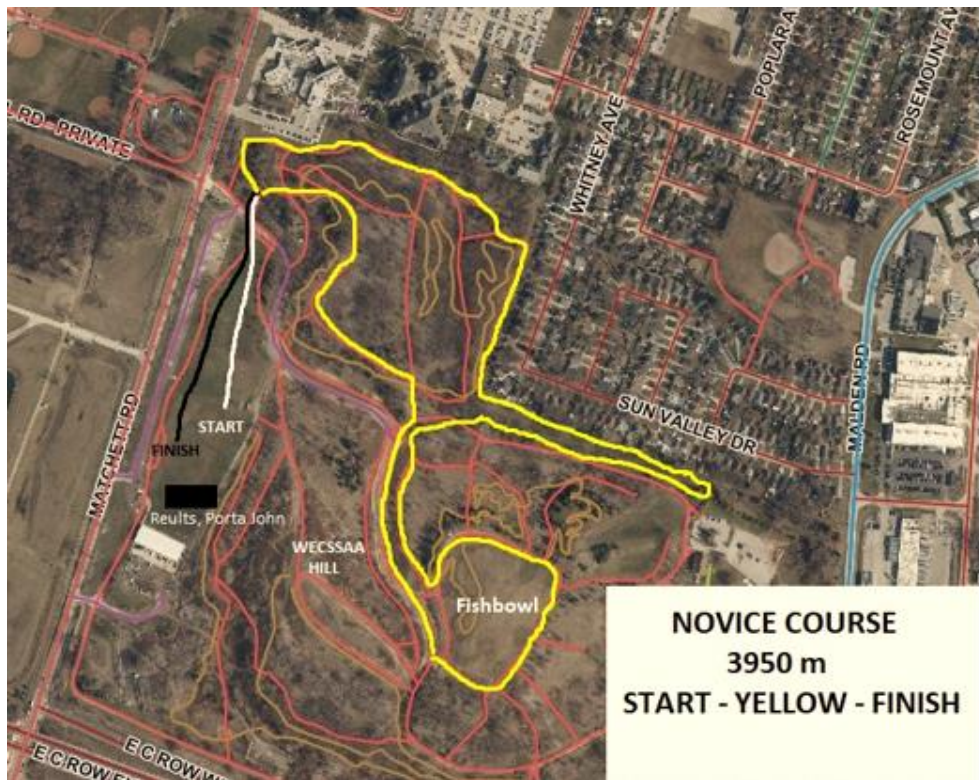 L RD - PRIVATE
WHITNEY AVE
POPLAR A
ROSEMOUNT AV
SUN VALLEY DR
MALDEN RD
MATCHETT RD
START
FINISH
Reults, Porta John
WECSSAA
HILL
Fishbowl
NOVICE COURSE
3950 m
START - YELLOW - FINISH
E C ROW W
E C ROW E